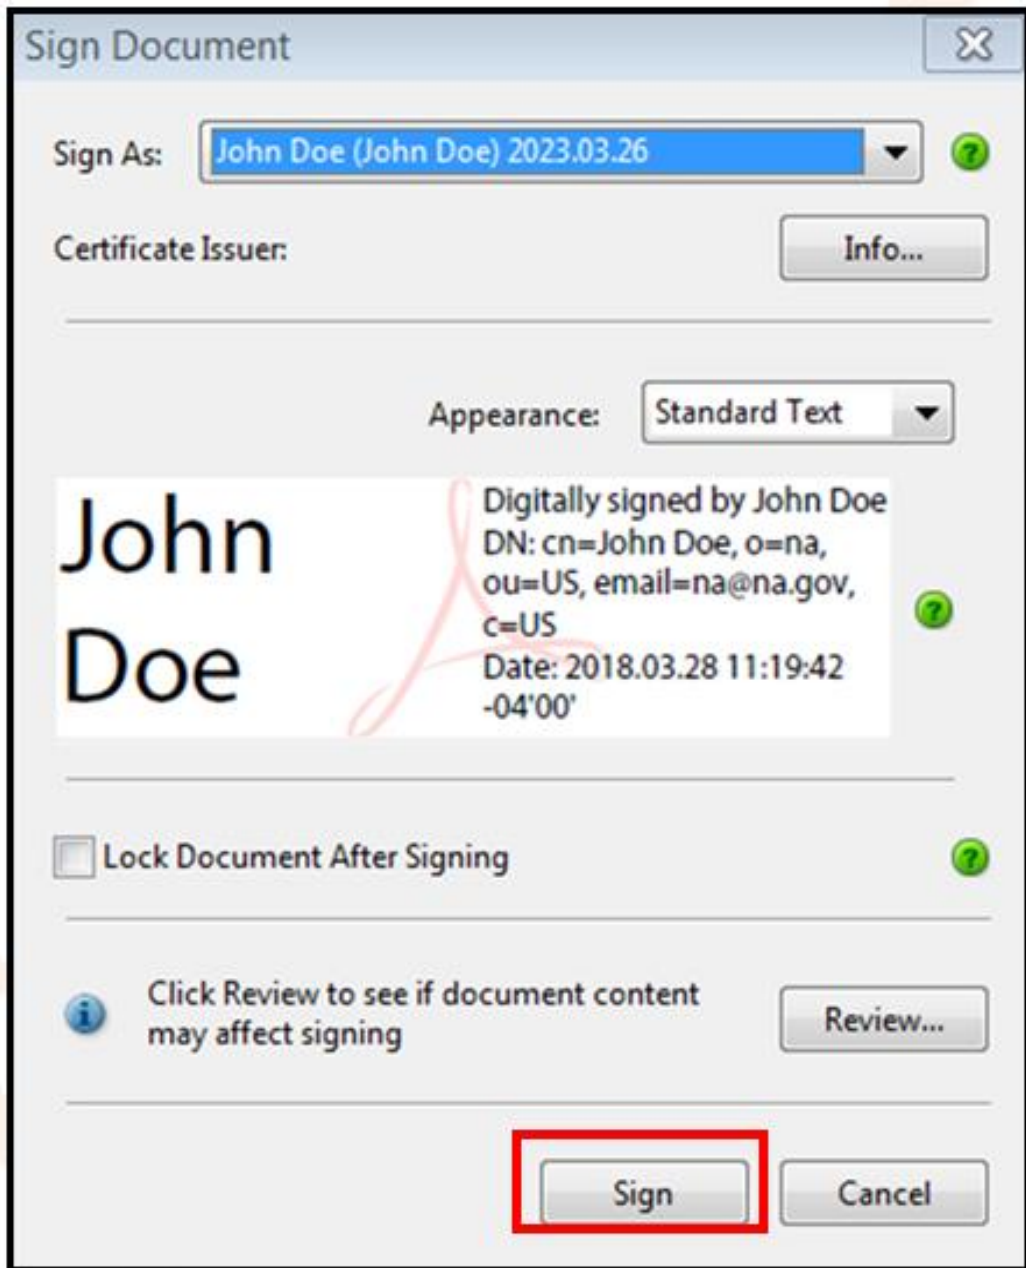 Sign Document
Sign As: John Doe (John Doe) 2023.03.26
Certificate Issuer: Info...
Appearance: Standard Text
John
Doe
Digitally signed by John Doe
DN: cn=John Doe, o=na,
ou=US, email=na@na.gov,
c=US
Date: 2018.03.28 11:19:42
-04'00'
Lock Document After Signing
Click Review to see if document content
may affect signing
Review...
Sign Cancel